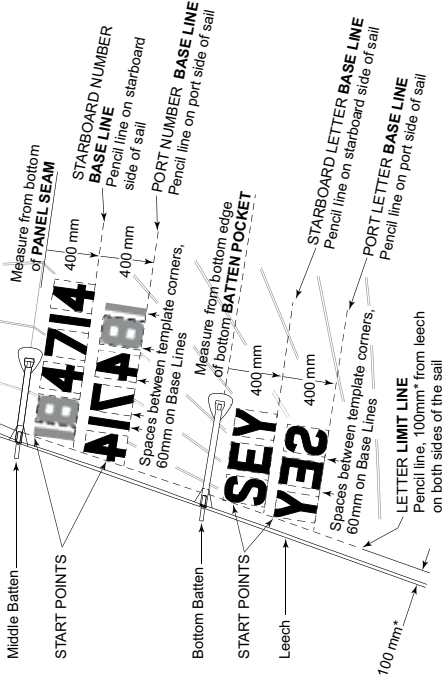 Middle Batten
Measure from bottom
of PANEL SEAM
184714
400 mm
STARBOARD NUMBER
BASE LINE
Pencil line on starboard
side of sail
START POINTS
184714
400 mm
PORT NUMBER BASE LINE
Pencil line on port side of sail
Spaces between template corners,
60mm on Base Lines
Bottom Batten
Measure from bottom edge
of bottom BATTEN POCKET
SEY
400 mm
STARBOARD LETTER BASE LINE
Pencil line on starboard side of sail
START POINTS
SEY
400 mm
PORT LETTER BASE LINE
Pencil line on port side of sail
Leech
Spaces between template corners,
60mm on Base Lines
LETTER LIMIT LINE
Pencil line, 100mm* from leech
on both sides of the sail
100 mm*